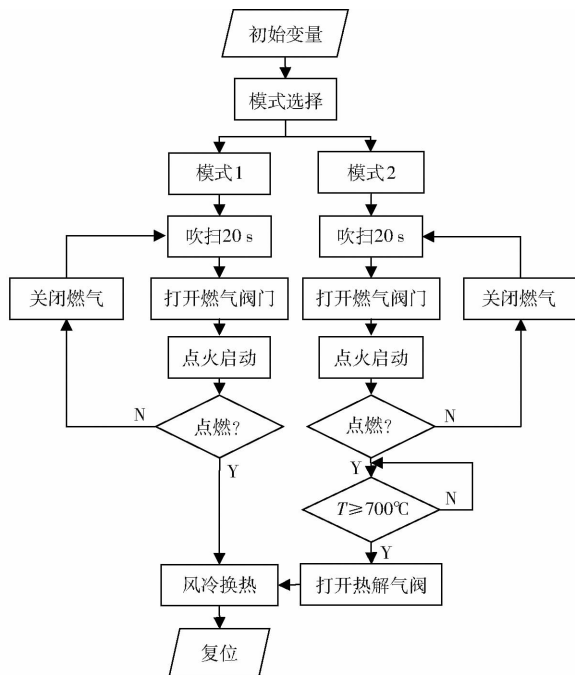 初始变量
模式选择
模式1
模式2
吹扫20 s
吹扫20 s
关闭燃气
打开燃气阀门
打开燃气阀门
关闭燃气
点火启动
点火启动
N
点燃?
点燃?
N
Y
Y
T≥700℃
N
Y
风冷换热
打开热解气阀
复位